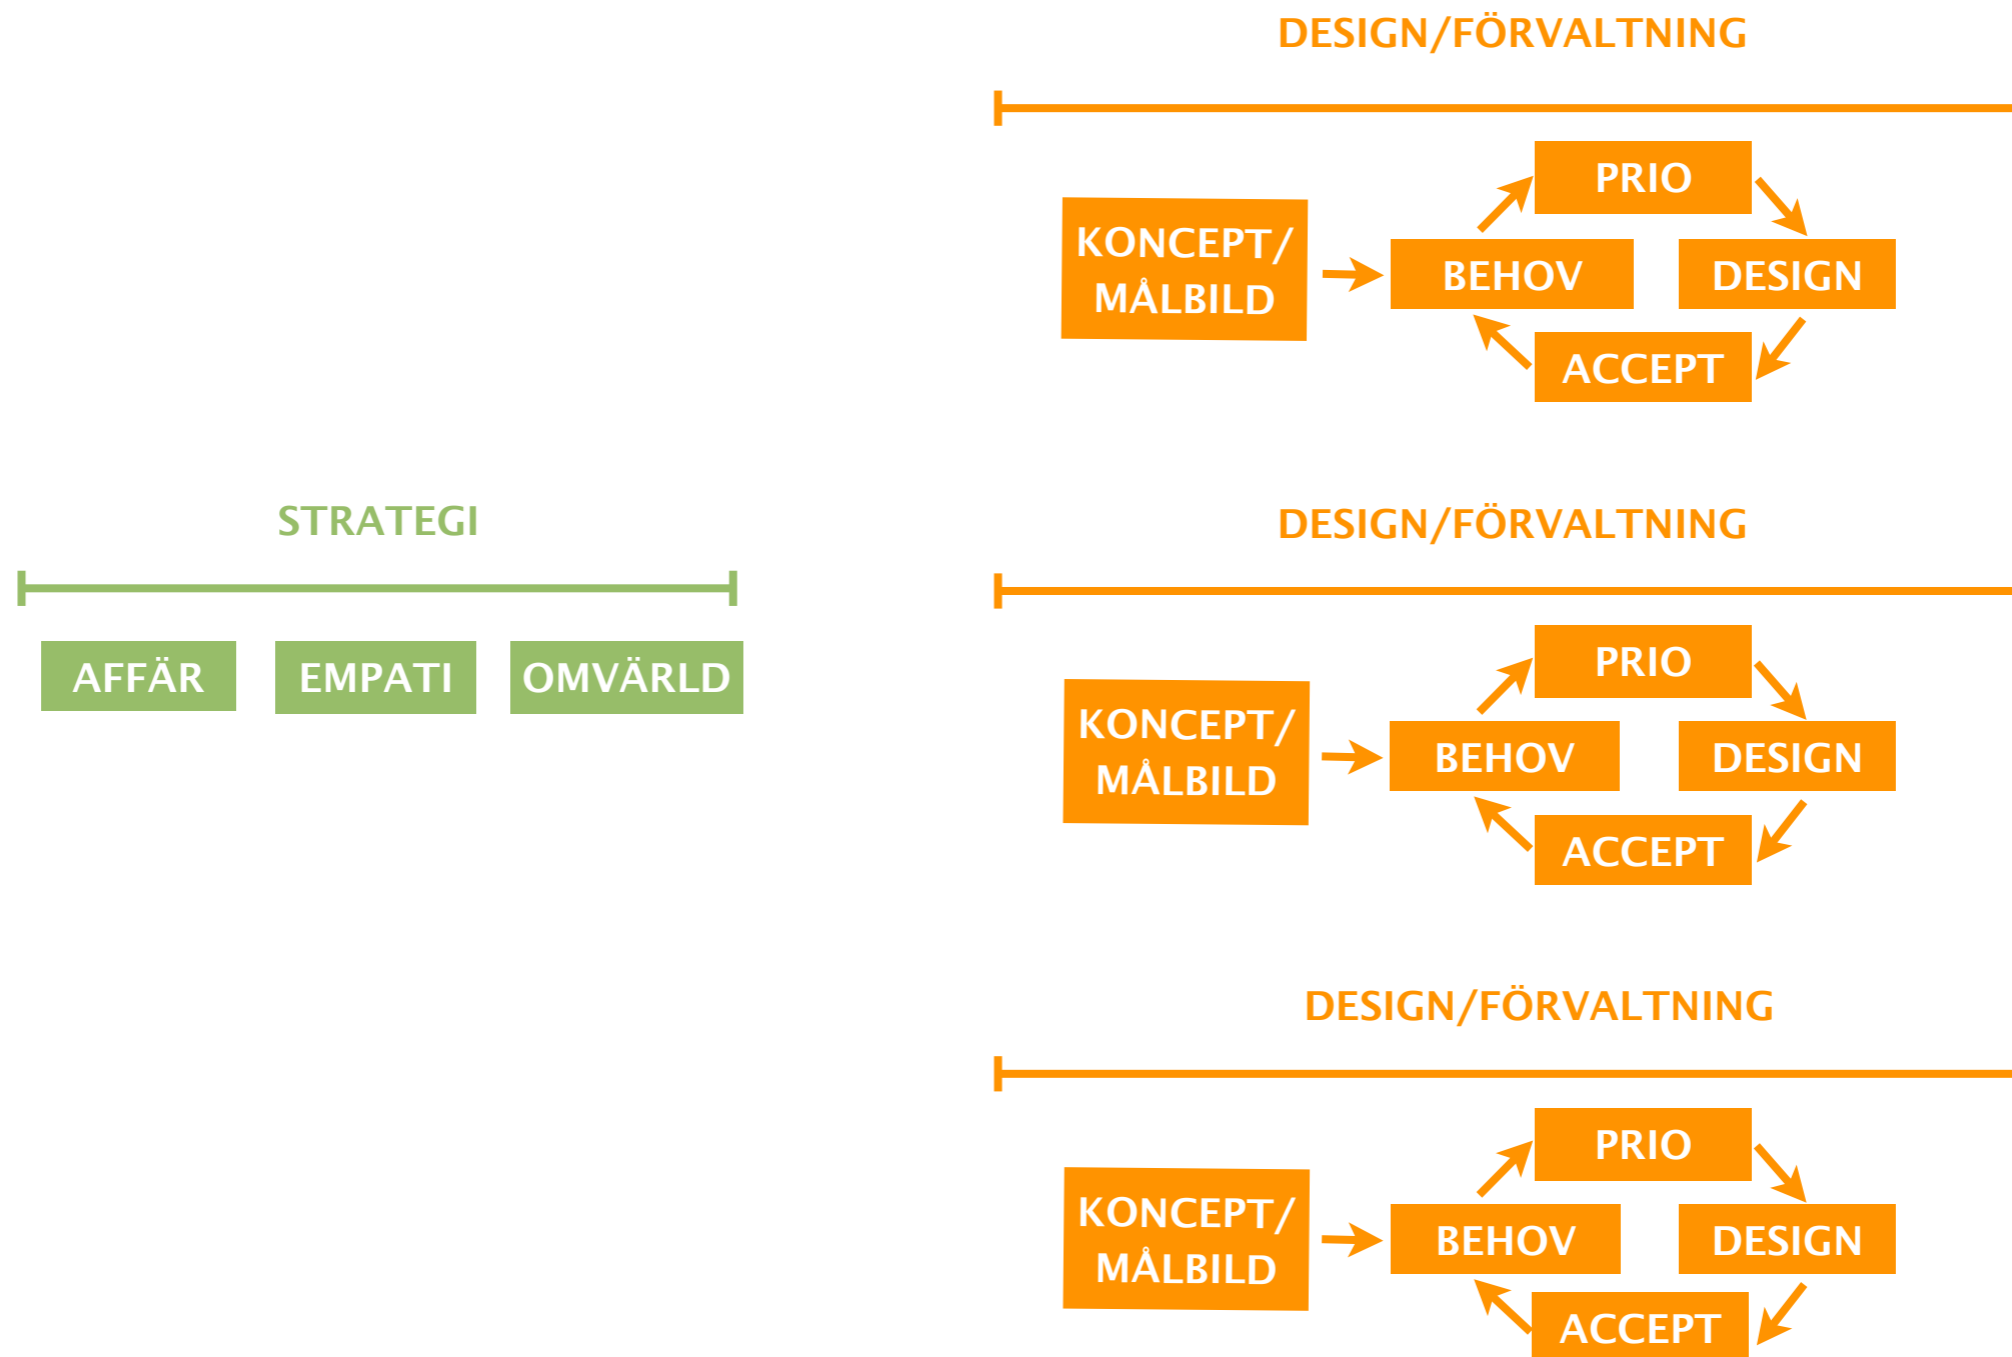 DESIGN/FÖRVALTNING
PRIO
KONCEPT/
MÅLBILD
BEHOV
DESIGN
ACCEPT
STRATEGI
AFFÄR
EMPATI
OMVÄRLD
DESIGN/FÖRVALTNING
PRIO
KONCEPT/
MÅLBILD
BEHOV
DESIGN
ACCEPT
DESIGN/FÖRVALTNING
PRIO
KONCEPT/
MÅLBILD
BEHOV
DESIGN
ACCEPT